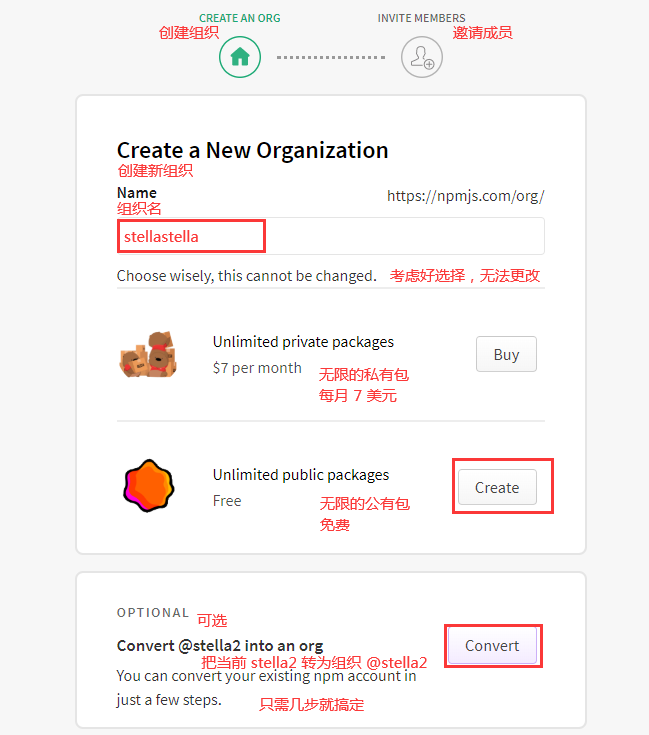 CREATE AN ORG
INVITE MEMBERS
创建组织
邀请成员
Create a New Organization
创建新组织
Name
https://npmjs.com/org/
组织名
stellastella
Choose wisely, this cannot be changed.
考虑好选择，无法更改
Unlimited private packages
Buy
$7 per month
无限的私有包
每月 7 美元
Unlimited public packages
Create
Free
无限的公有包
免费
OPTIONAL
可选
Convert @stella2 into an org
Convert
把当前 stella2 转为组织 @stella2
You can convert your existing npm account in
just a few steps.
只需几步就搞定